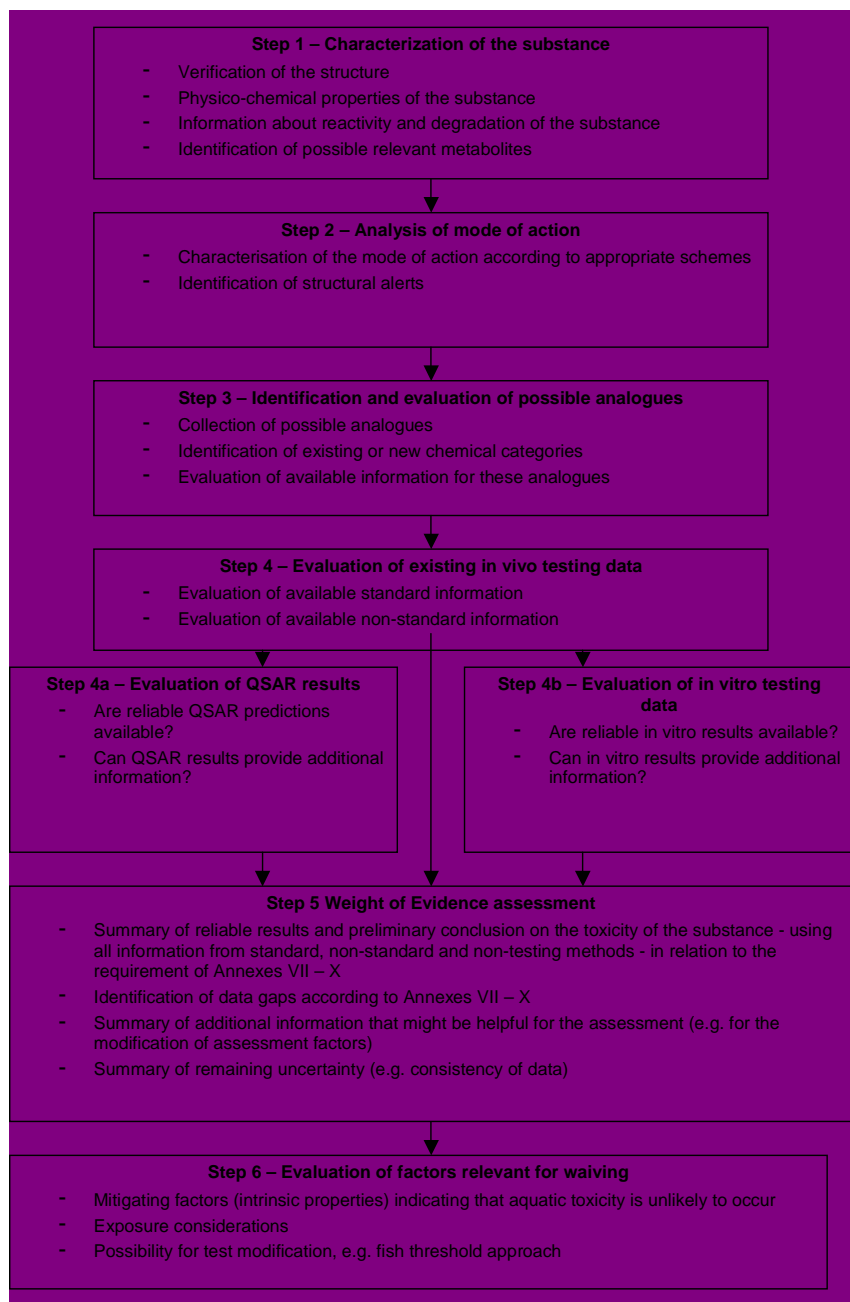 Step 1 – Characterization of the substance
- Verification of the structure
- Physico-chemical properties of the substance
- Information about reactivity and degradation of the substance
- Identification of possible relevant metabolites
Step 2 – Analysis of mode of action
- Characterisation of the mode of action according to appropriate schemes
- Identification of structural alerts
Step 3 – Identification and evaluation of possible analogues
- Collection of possible analogues
- Identification of existing or new chemical categories
- Evaluation of available information for these analogues
Step 4 – Evaluation of existing in vivo testing data
- Evaluation of available standard information
- Evaluation of available non-standard information
Step 4a – Evaluation of QSAR results
- Are reliable QSAR predictions
available?
- Can QSAR results provide additional
information?
Step 4b – Evaluation of in vitro testing
data
- Are reliable in vitro results available?
- Can in vitro results provide additional
information?
Step 5 Weight of Evidence assessment
- Summary of reliable results and preliminary conclusion on the toxicity of the substance - using
all information from standard, non-standard and non-testing methods - in relation to the
requirement of Annexes VII – X
- Identification of data gaps according to Annexes VII – X
- Summary of additional information that might be helpful for the assessment (e.g. for the
modification of assessment factors)
- Summary of remaining uncertainty (e.g. consistency of data)
Step 6 – Evaluation of factors relevant for waiving
- Mitigating factors (intrinsic properties) indicating that aquatic toxicity is unlikely to occur
- Exposure considerations
- Possibility for test modification, e.g. fish threshold approach